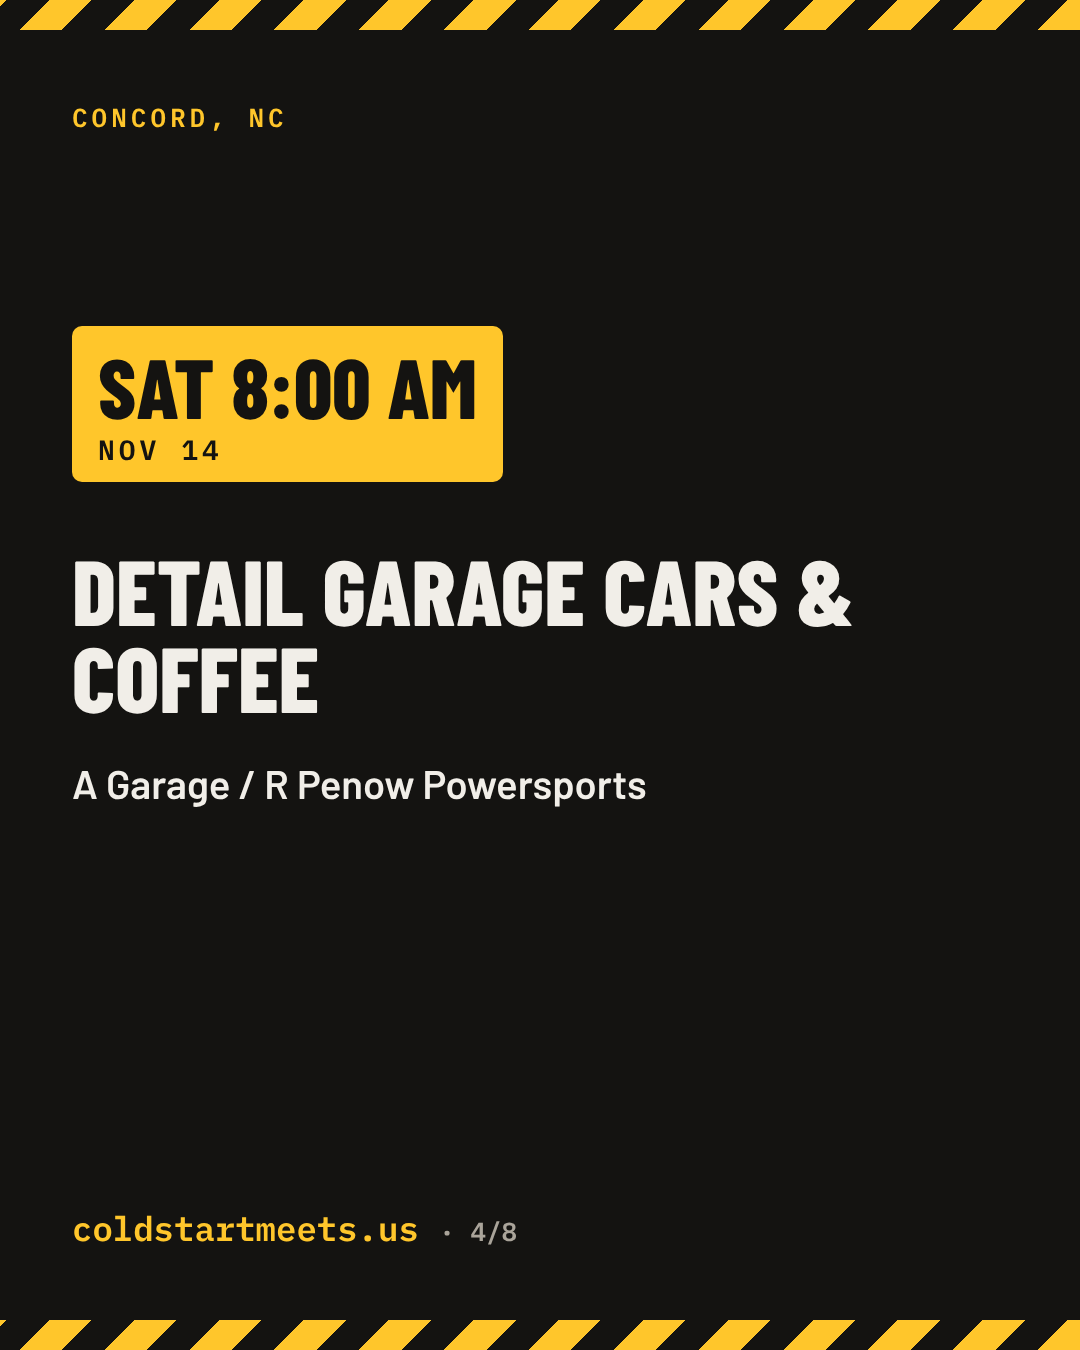 CONCORD, NC
SAT 8:00 AM
NOV 14
DETAIL GARAGE CARS &
COFFEE
A Garage / R Penow Powersports
coldstartmeets.us · 4/8